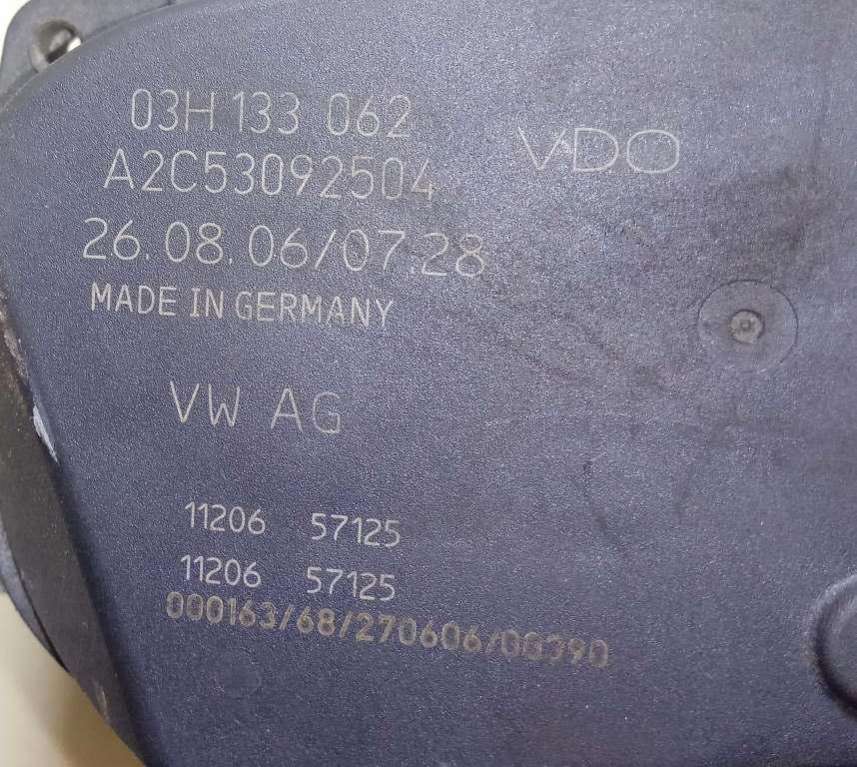 03H 133 062
VDO
A2C53092504
26.08.06/07.28
MADE IN GERMANY
VW AG
11206 57125
11206 57125
000163/68/270606/00390